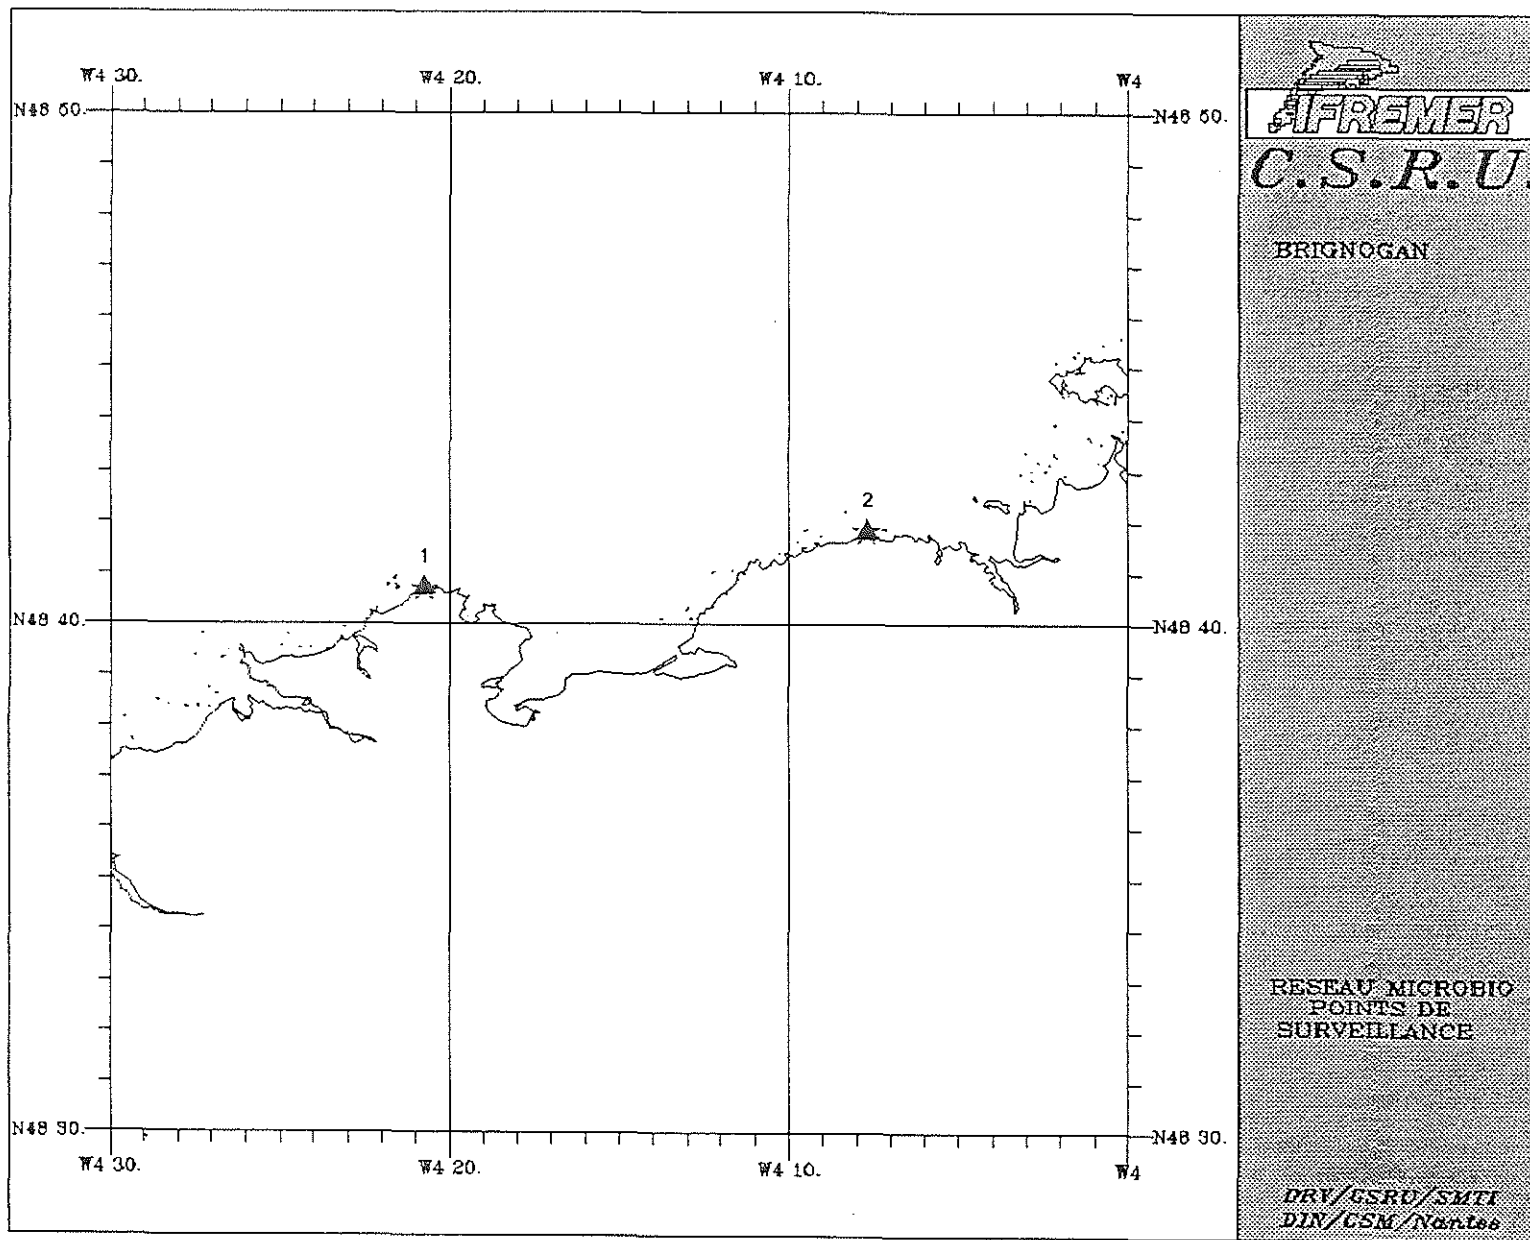 W4 30.
W4 20.
W4 10.
W4
N48 50.
N48 50.
IFREMER
C.S.R.U.
BRIGNOGAN
2
1
N48 40.
N48 40.
RESEAU MICROBIO
POINTS DE
SURVEILLANCE
N48 30.
N48 30.
W4 30.
W4 20.
W4 10.
W4
DRV/CSRU/SMTI
DIN/CSM/Nantes